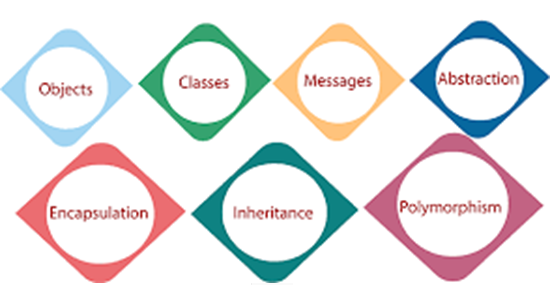 Objects
Classes
Messages
Abstraction
Encapsulation
Inheritance
Polymorphism